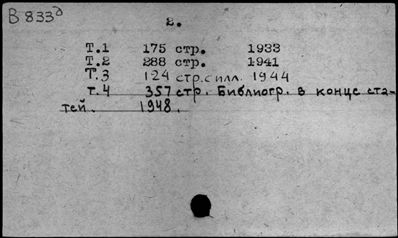 В 833д
2.
Т.1 175 стр. 1933
Т.2 288 стр. 1941
Т.3 124 стр. с илл. 1944
т.4 357 стр. Библиогр. в конце ста-
тей. 1948.